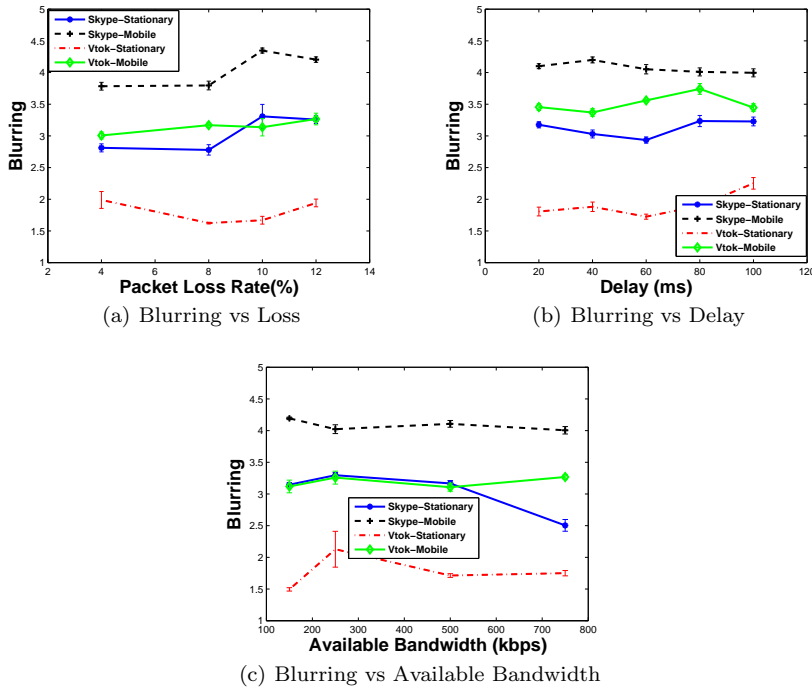 5
4.5
4
3.5
3
2.5
2
1.5
1
Blurring
Skype−Stationary
Skype−Mobile
Vtok−Stationary
Vtok−Mobile
2 4 6 8 10 12 14
Packet Loss Rate(%)
(a) Blurring vs Loss
5
4.5
4
3.5
3
2.5
2
1.5
1
Blurring
Skype−Stationary
Skype−Mobile
Vtok−Stationary
Vtok−Mobile
0 20 40 60 80 100 120
Delay (ms)
(b) Blurring vs Delay
5
4.5
4
3.5
3
2.5
2
1.5
1
Blurring
Skype−Stationary
Skype−Mobile
Vtok−Stationary
Vtok−Mobile
100 200 300 400 500 600 700 800
Available Bandwidth (kbps)
(c) Blurring vs Available Bandwidth